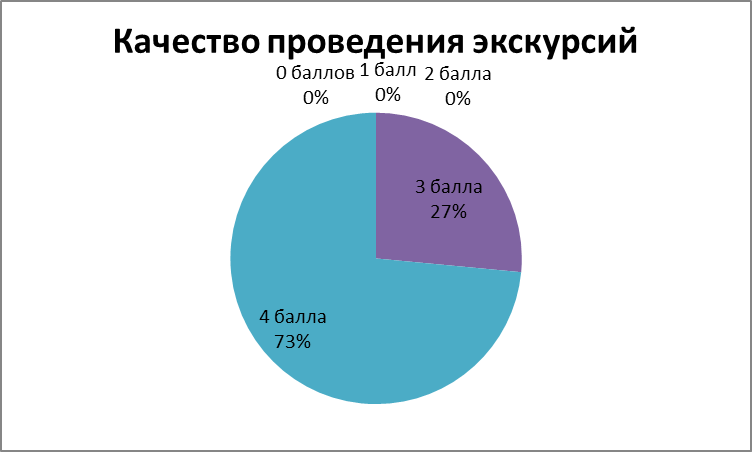 Качество проведения экскурсий
0 баллов
0%
1 балл
0%
2 балла
0%
3 балла
27%
4 балла
73%